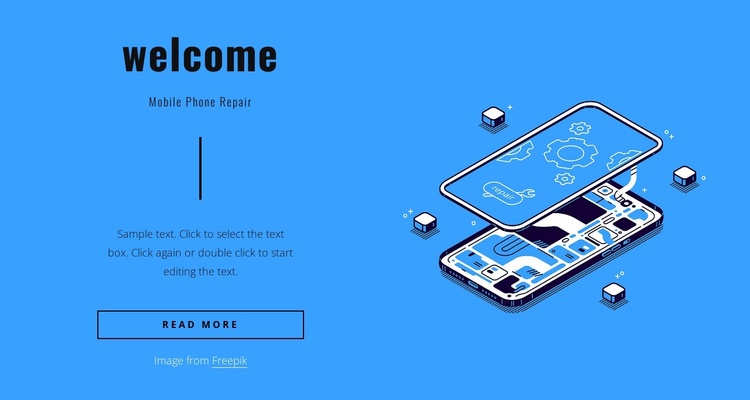 welcome
Mobile Phone Repair
Sample text. Click to select the text
box. Click again or double click to start
editing the text.
READ MORE
Image from Freepik
repair